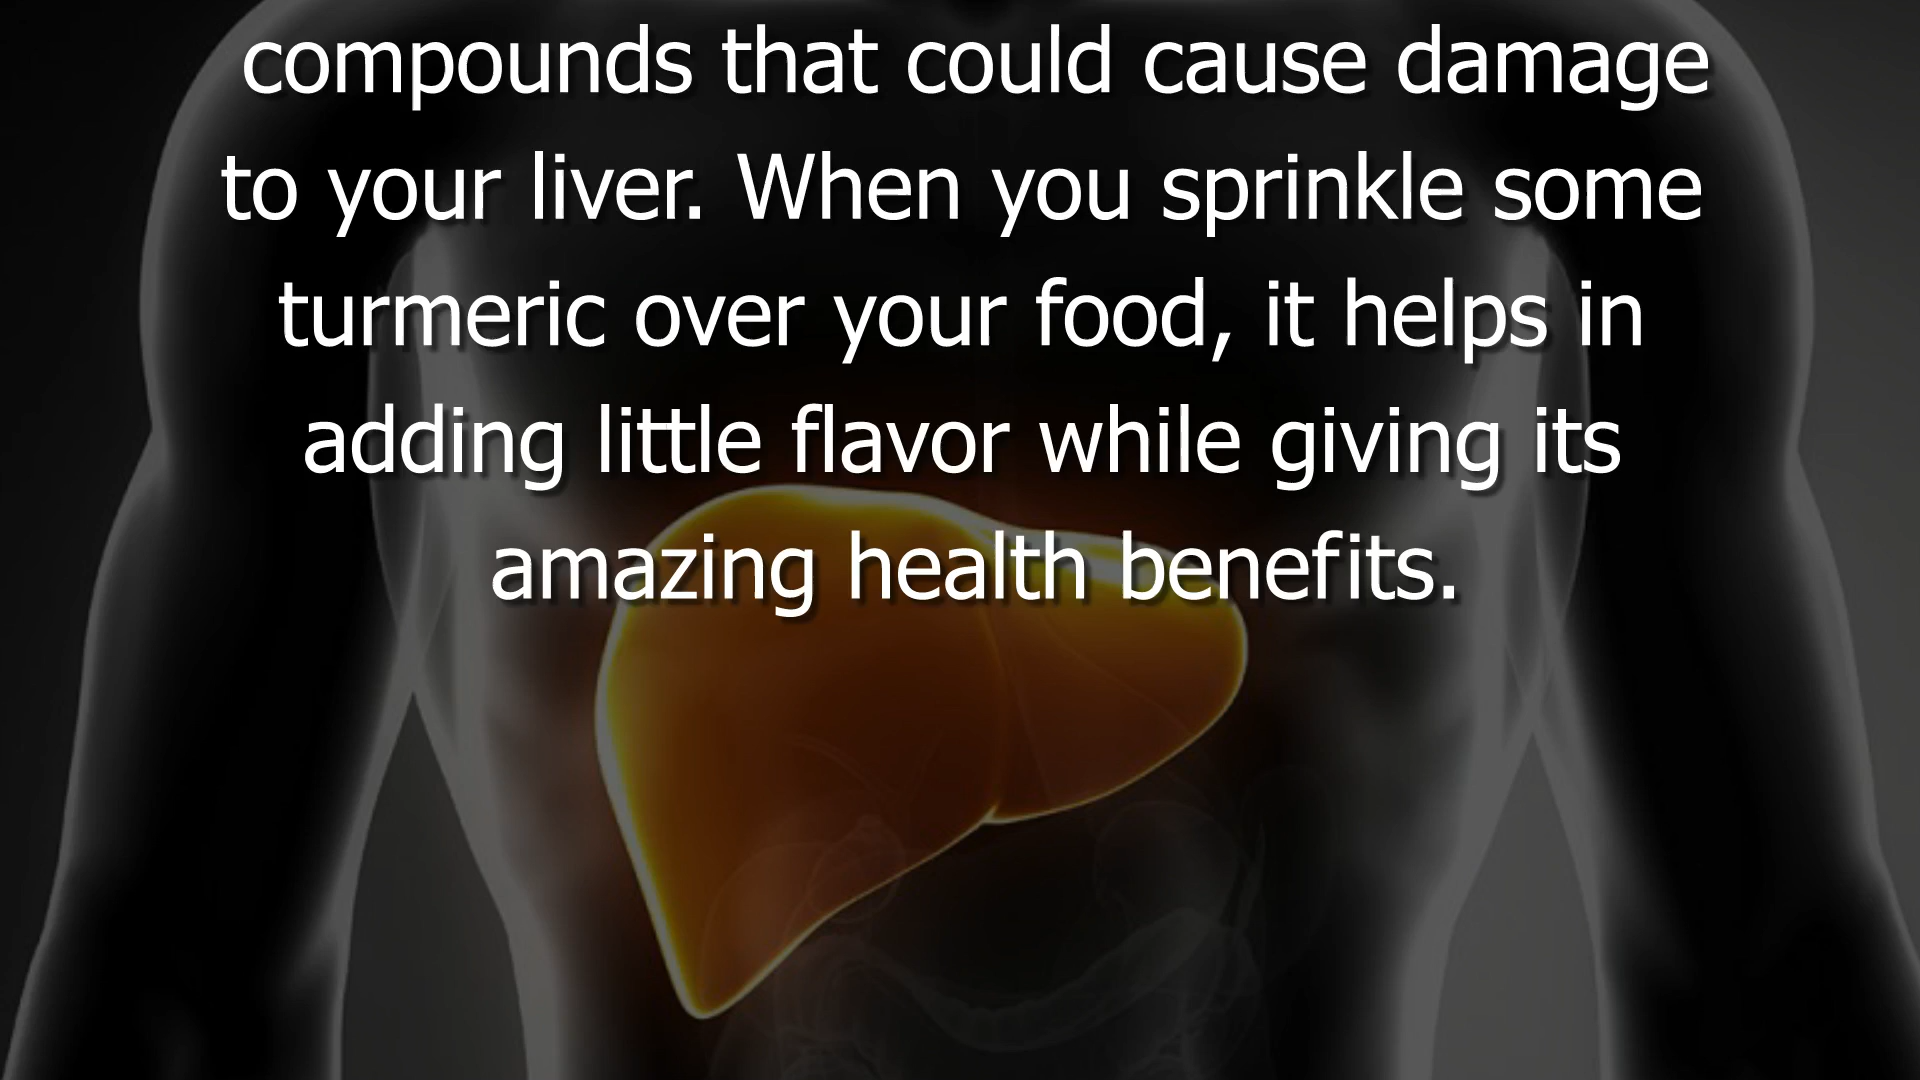 compounds that could cause damage
to your liver. When you sprinkle some
turmeric over your food, it helps in
adding little flavor while giving its
amazing health benefits.